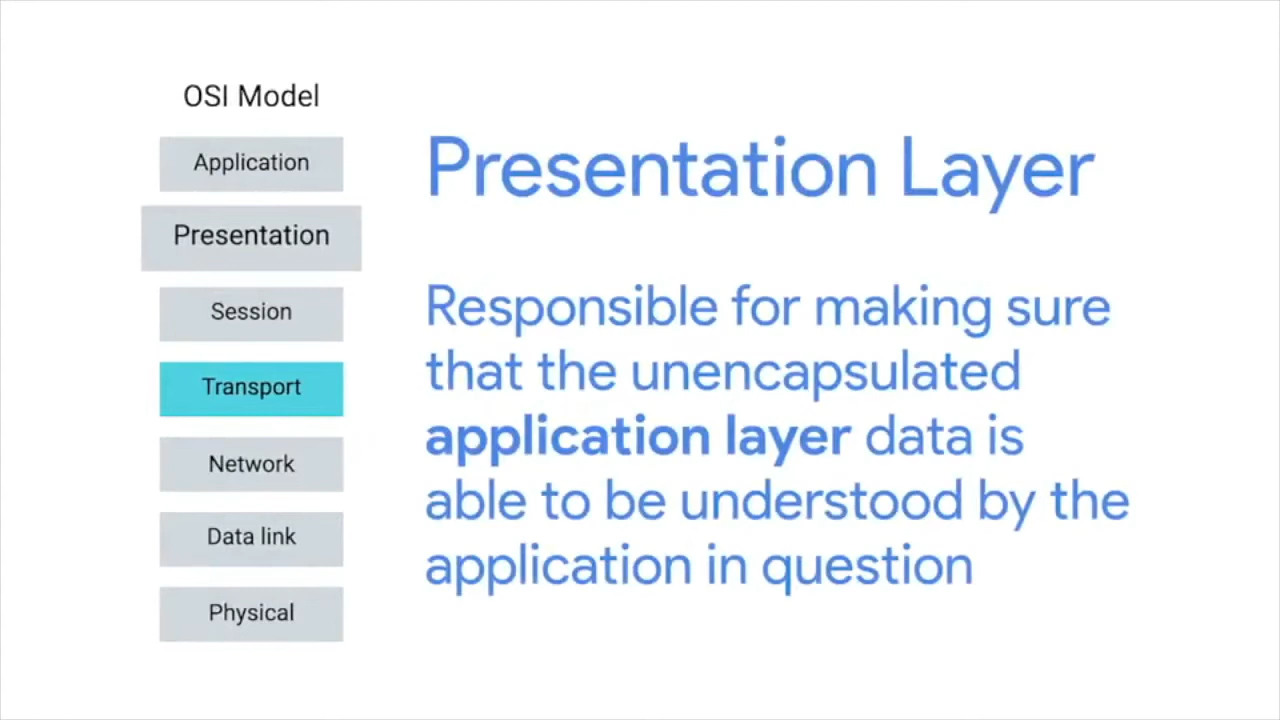 OSI Model
Application
Presentation
Session
Transport
Network
Data link
Physical
Presentation Layer
Responsible for making sure
that the unencapsulated
application layer data is
able to be understood by the
application in question